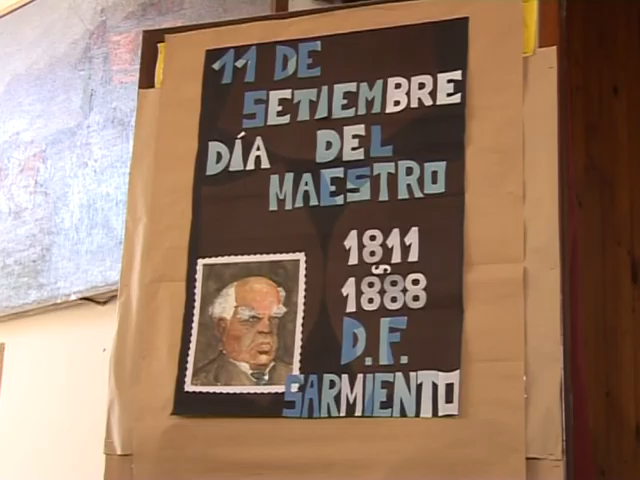 11 DE
SETIEMBRE
DÍA DEL
MAESTRO
1811
1888
D.F.
SARMIENTO